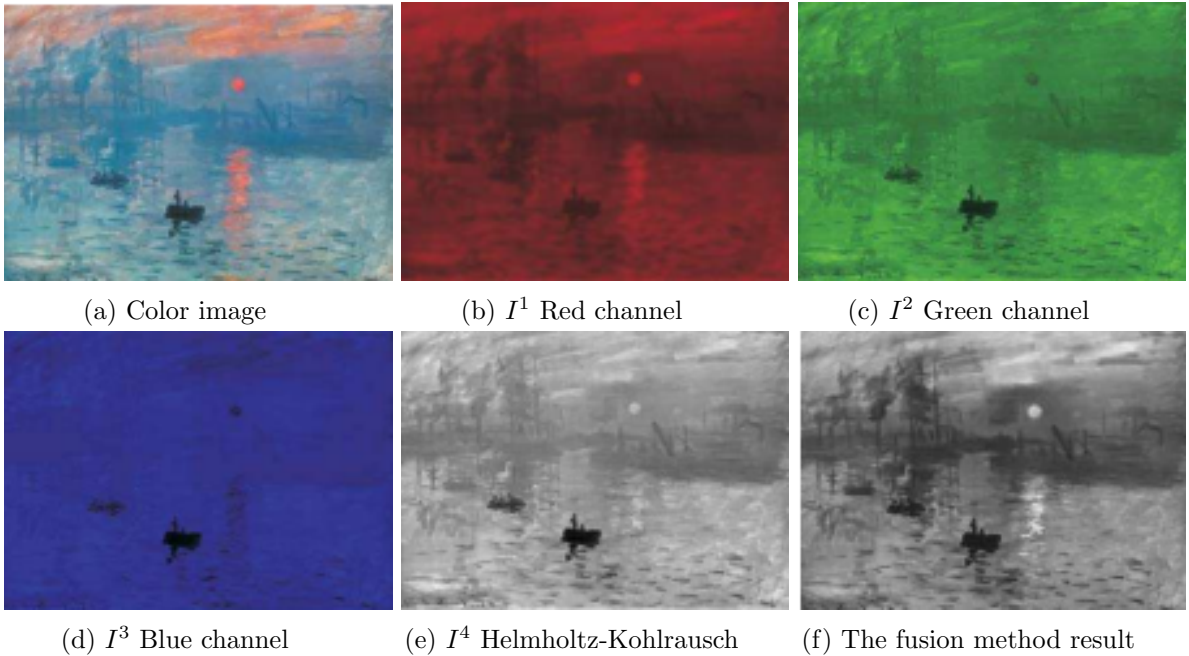 (a) Color image
(b) I¹ Red channel
(c) I² Green channel
(d) I³ Blue channel
(e) I⁴ Helmholtz-Kohlrausch
(f) The fusion method result